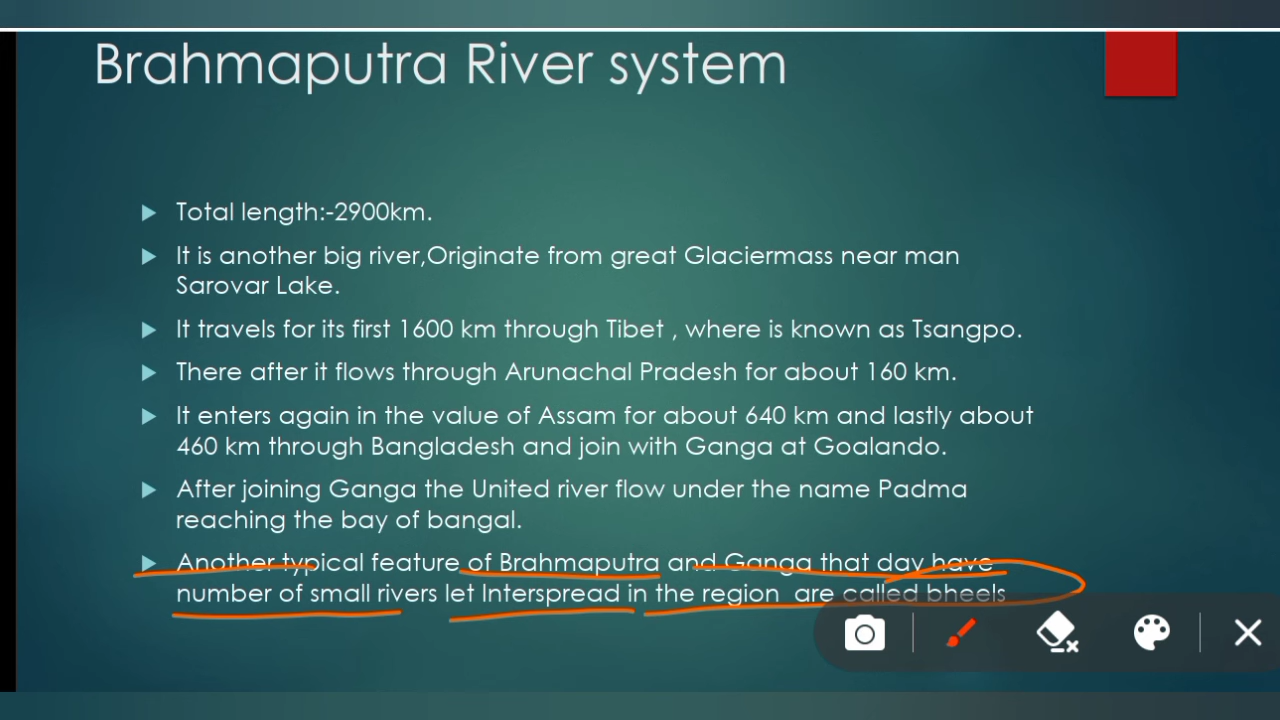 Brahmaputra River system
Total length:-2900km.
It is another big river,Originate from great Glaciermass near man
Sarovar Lake.
It travels for its first 1600 km through Tibet , where is known as Tsangpo.
There after it flows through Arunachal Pradesh for about 160 km.
It enters again in the value of Assam for about 640 km and lastly about
460 km through Bangladesh and join with Ganga at Goalando.
After joining Ganga the United river flow under the name Padma
reaching the bay of bangal.
Another typical feature of Brahmaputra and Ganga that day have
number of small rivers let Interspread in the region are called bheels